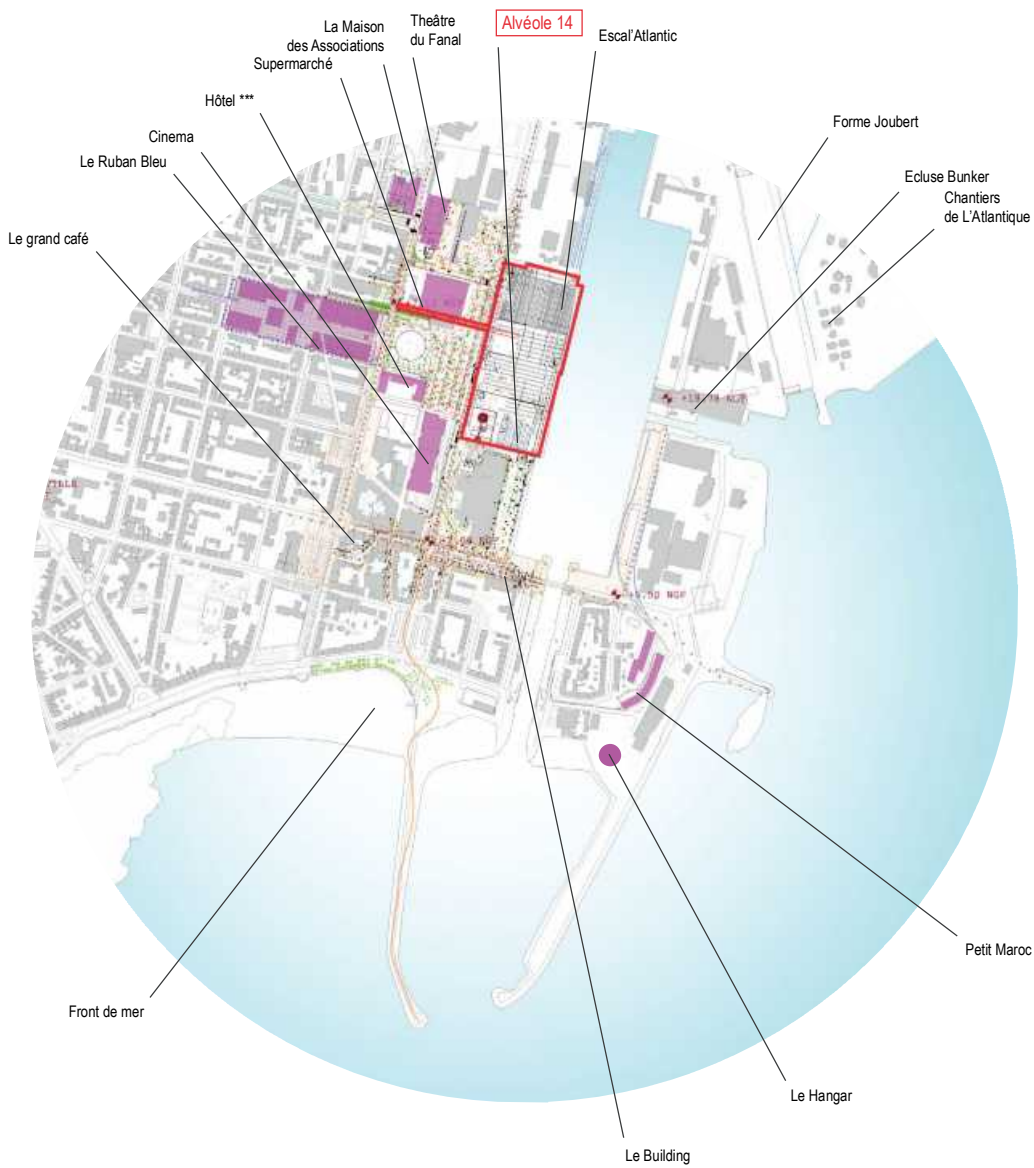 La Maison
des Associations
Theâtre
du Fanal
Alvéole 14
Escal'Atlantic
Supermarché
Hôtel ***
Cinema
Le Ruban Bleu
Le grand café
Forme Joubert
Ecluse Bunker
Chantiers
de L'Atlantique
Petit Maroc
Front de mer
Le Hangar
Le Building